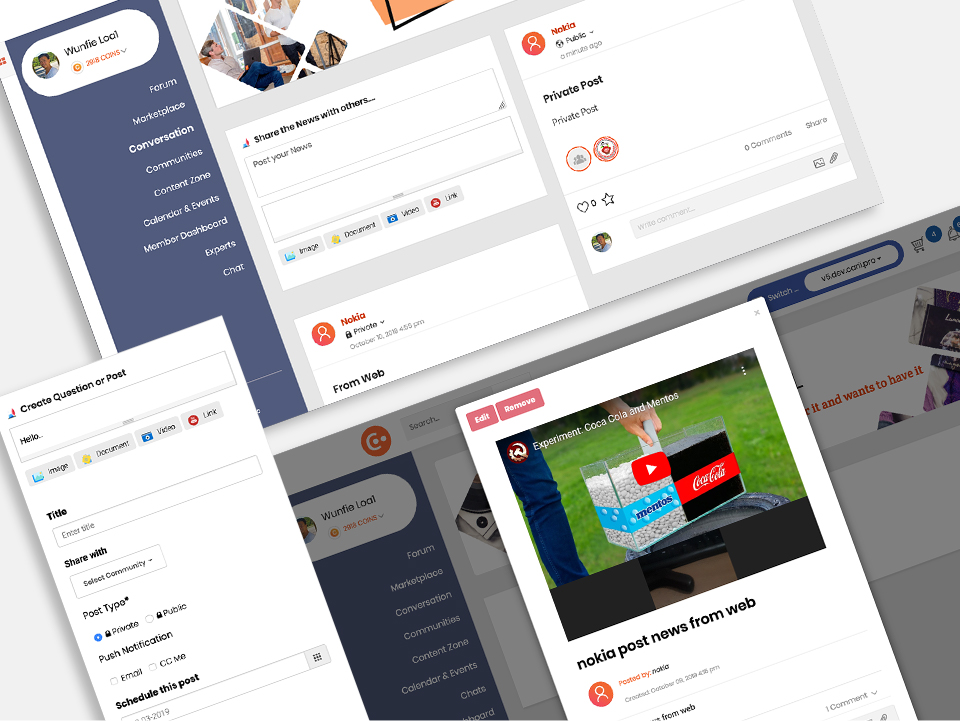 Wunfie Loal
2918 COINS
Forum
Marketplace
Conversation
Communities
Content Zone
Calendar & Events
Member Dashboard
Experts
Chat
Share the News with others....
Post your News
Image
Document
Video
Link
Nokia
Private
October 10, 2019 4:55 pm
From Web
Nokia
Public
a minute ago
Private Post
Private Post
0 Comments
Share
0
Write comment...
Create Question or Post
Hello..
Image
Document
Video
Link
Title
Enter title
Share with
Select Community
Post Type*
Private
Public
Push Notification
Email
CC Me
Schedule this post
03-2019
Search...
Wunfie Loal
2918 COINS
Forum
Marketplace
Conversation
Communities
Content Zone
Calendar & Events
Chats
Switch ...
v5.dev.cani.pro
4
r it and wants to have it
×
Edit
Remove
Experiment: Coca Cola and Mentos
mentos
Coca-Cola
nokia post news from web
Posted by: nokia
Created: October 09, 2019 4:16 pm
news from web
1 Comment